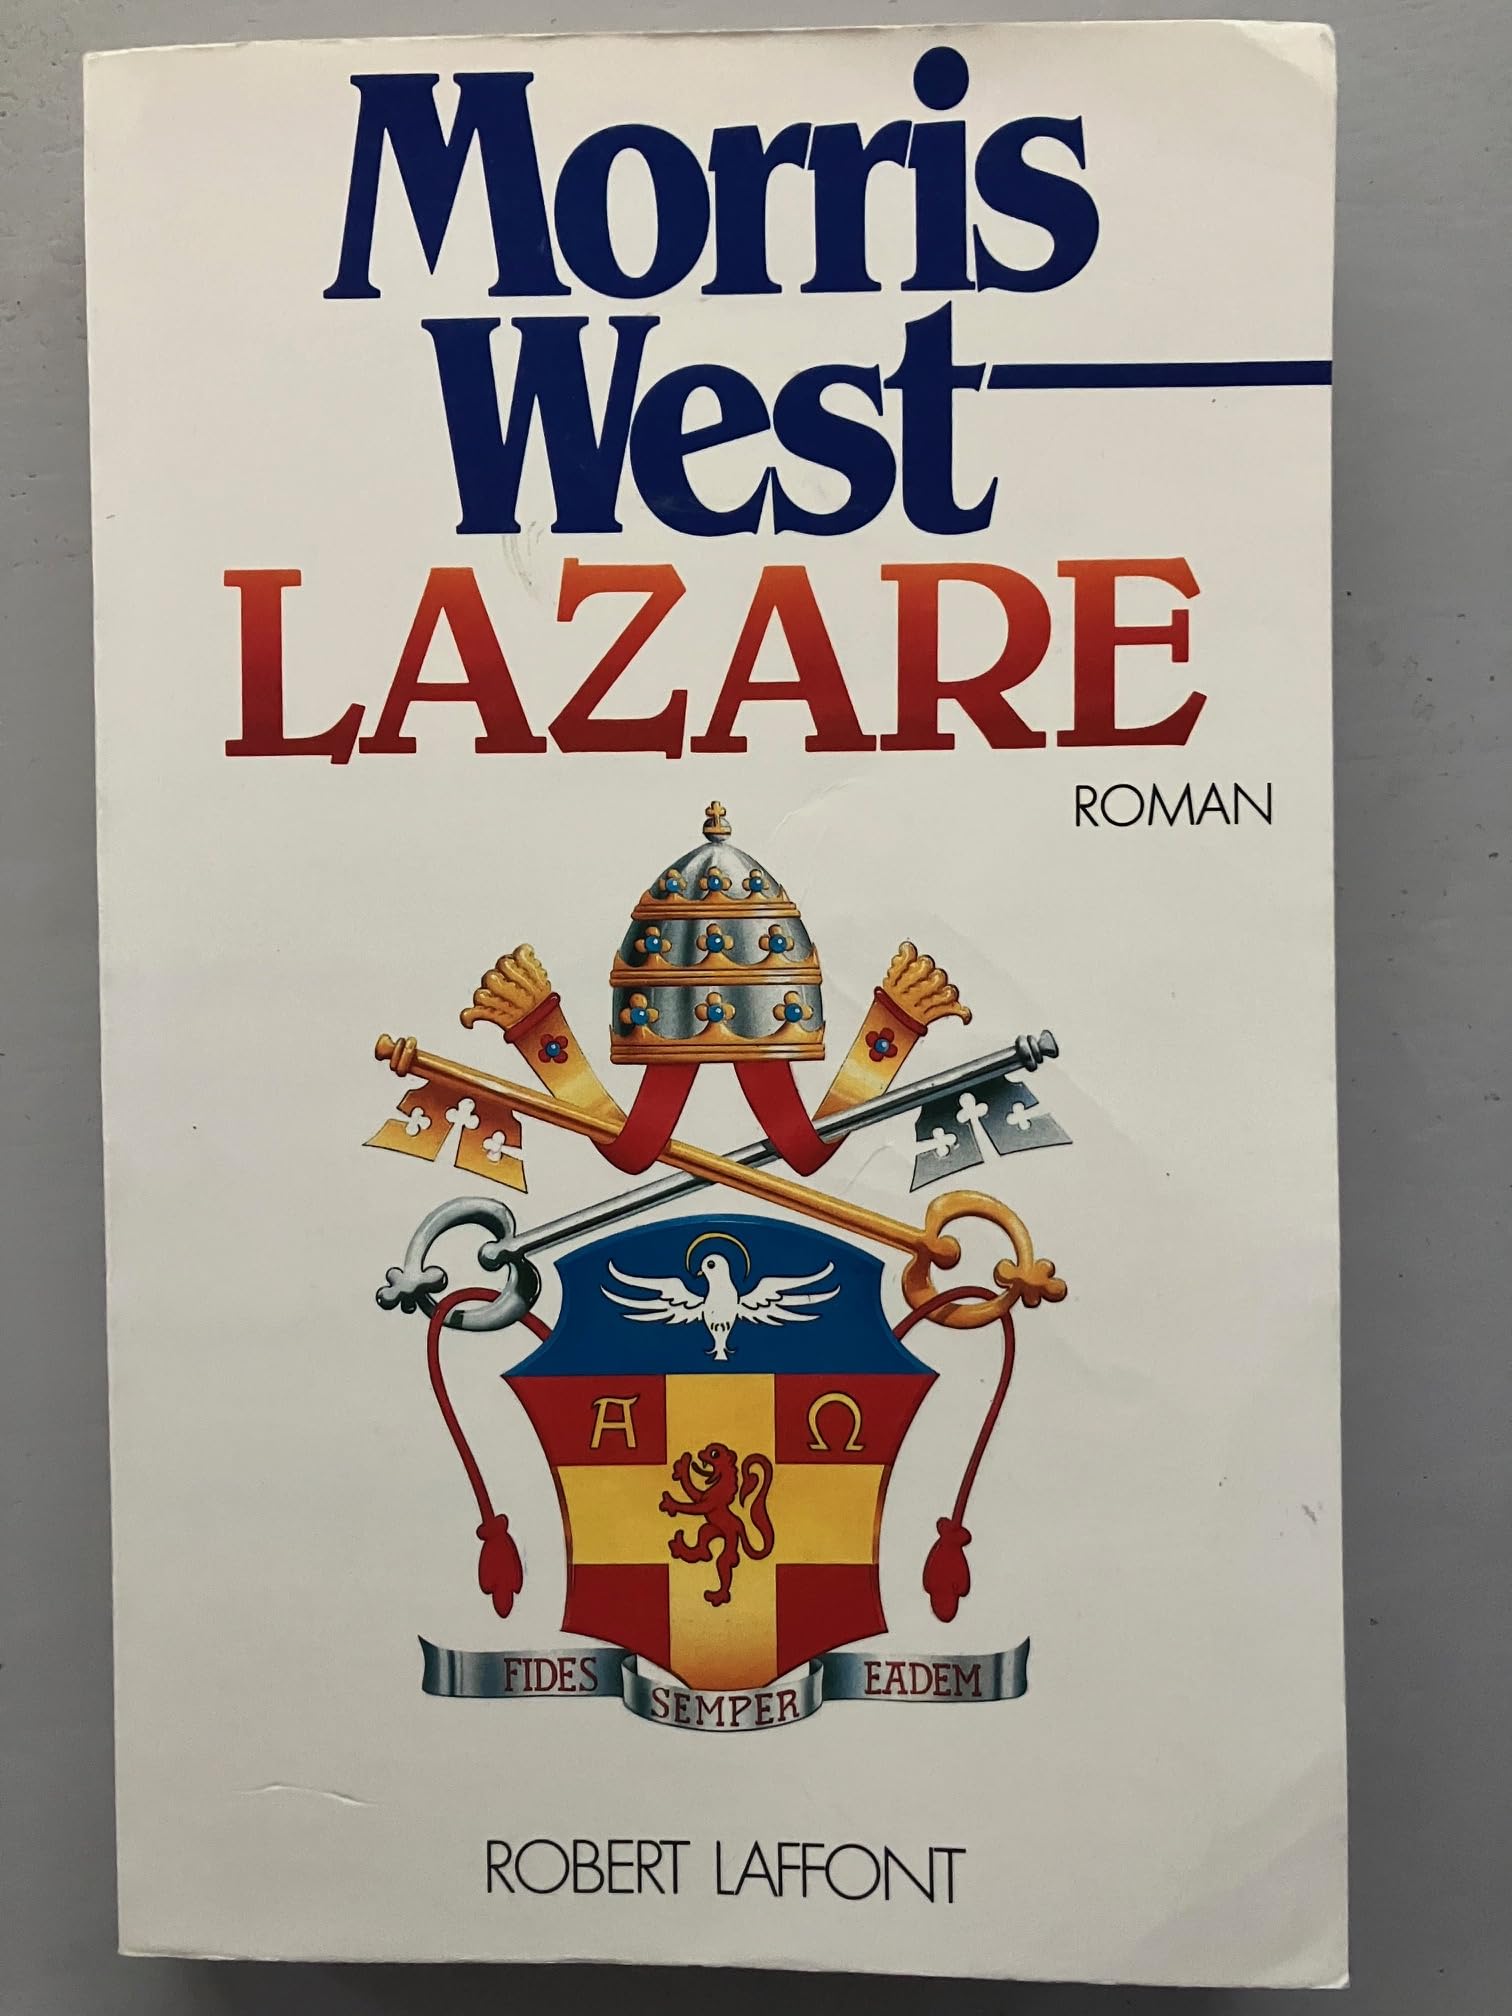 Morris
West
LAZARE
ROMAN
Α Ω
FIDES SEMPER EADEM
ROBERT LAFFONT